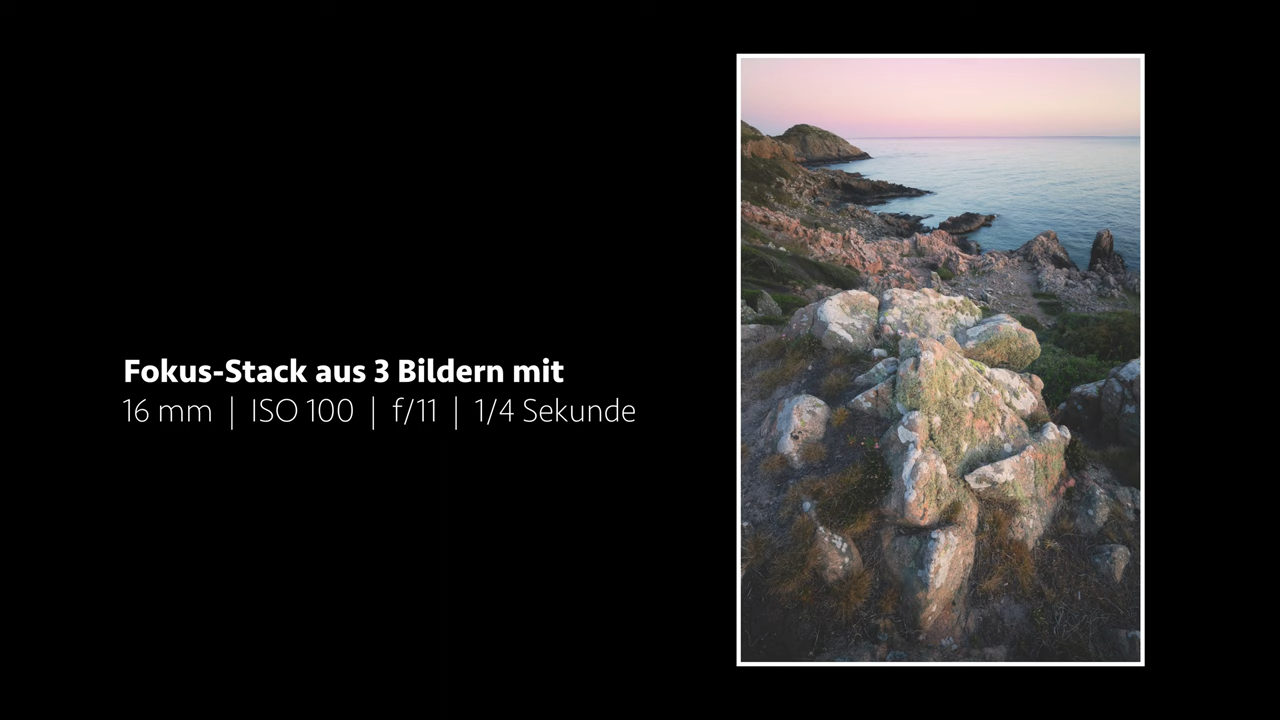 Fokus-Stack aus 3 Bildern mit
16 mm | ISO 100 | f/11 | 1/4 Sekunde